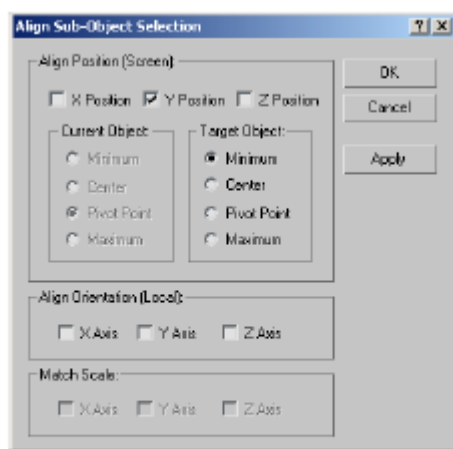 Align Sub-Object Selection
Align Position (Screen):
X Position Y Position Z Position
Current Object:
Minimum
Center
Pivot Point
Maximum
Target Object:
Minimum
Center
Pivot Point
Maximum
OK
Cancel
Apply
Align Orientation (Local):
X Axis Y Axis Z Axis
Match Scale:
X Axis Y Axis Z Axis